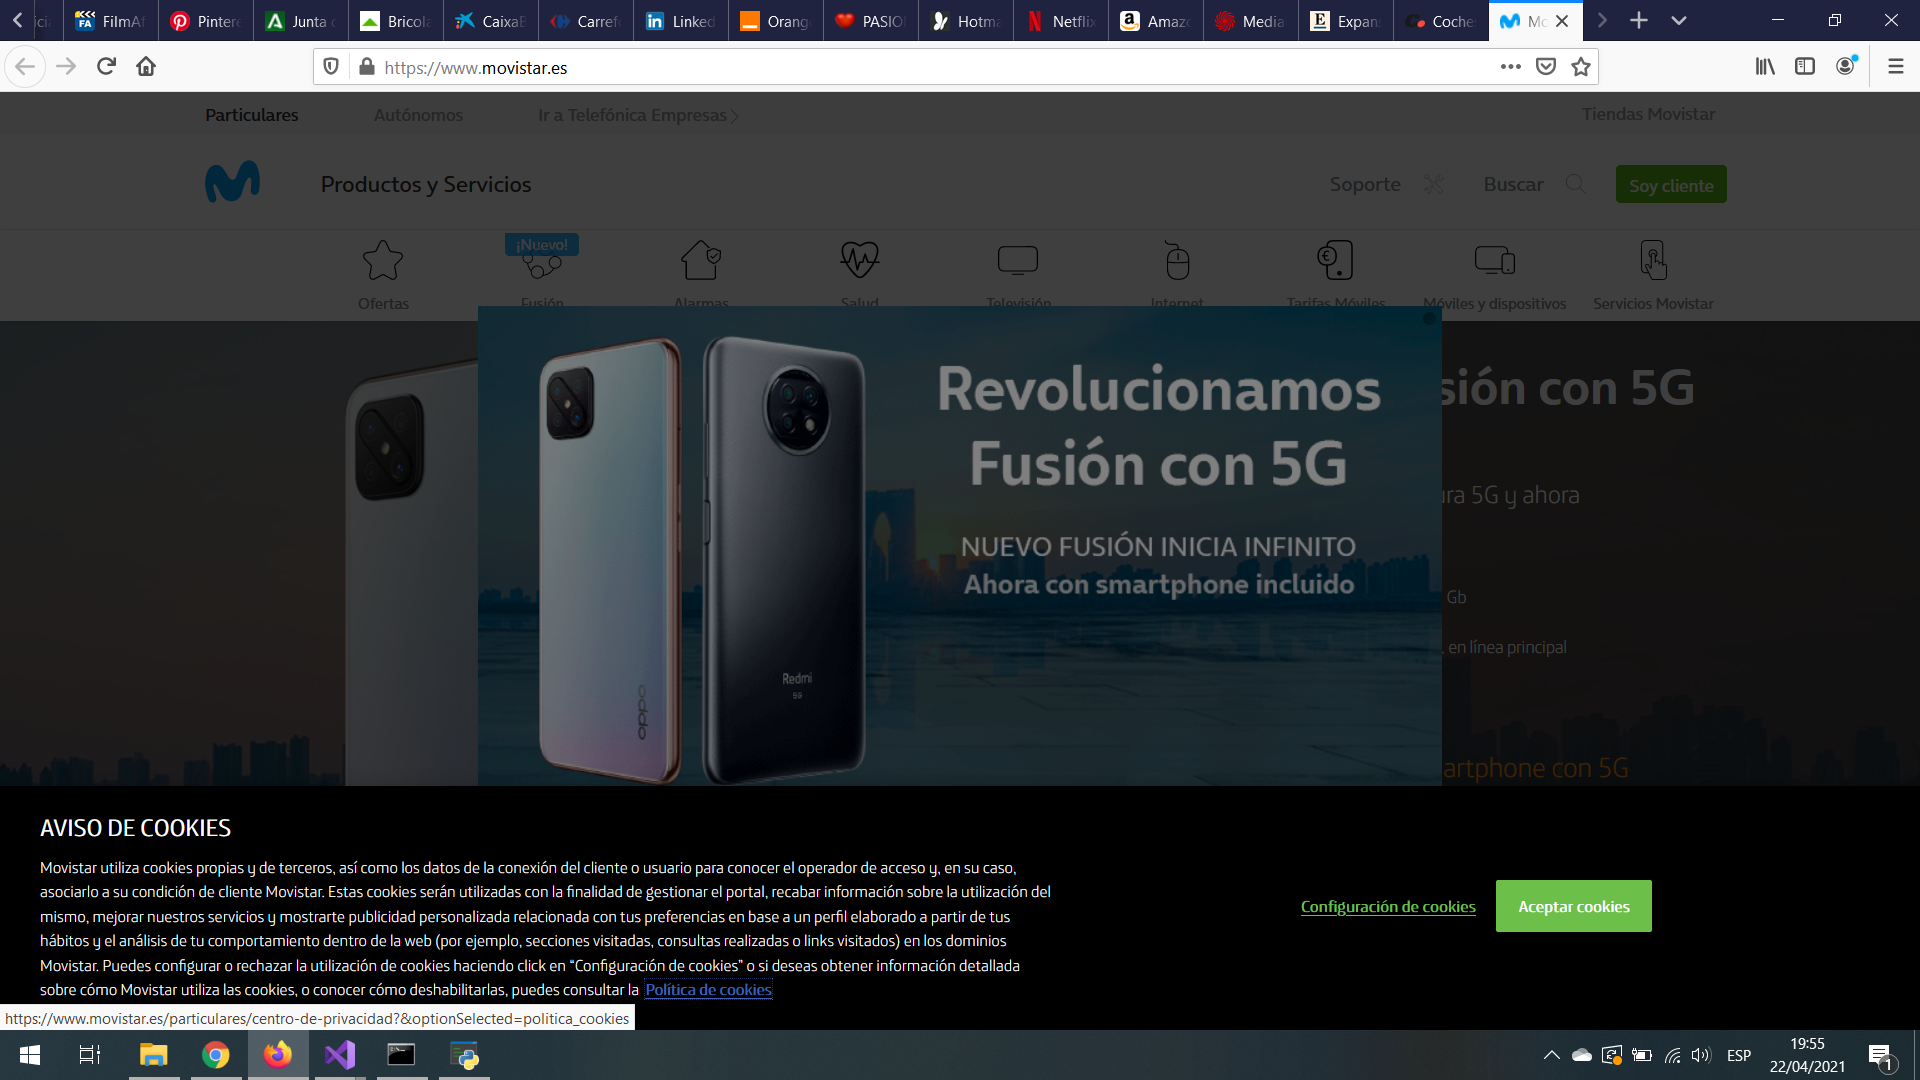 FilmAf
Pintere
Junta d
Bricola
CaixaB
Carrefo
Linked
Orang
PASIO
Hotma
Netflix
Amazo
Media
Expan
Coche
Mo
https://www.movistar.es
Particulares
Autónomos
Ir a Telefónica Empresas
Tiendas Movistar
Productos y Servicios
Soporte
Buscar
Soy cliente
¡Nuevo!
Ofertas
Fusión
Alarmas
Salud
Televisión
Internet
Tarifas Móviles
Móviles y dispositivos
Servicios Movistar
Revolucionamos
Fusión con 5G
NUEVO FUSIÓN INICIA INFINITO
Ahora con smartphone incluido
oppo
Redmi
5G
sión con 5G
ura 5G y ahora
Gb
en línea principal
artphone con 5G
AVISO DE COOKIES
Movistar utiliza cookies propias y de terceros, así como los datos de la conexión del cliente o usuario para conocer el operador de acceso y, en su caso,
asociarlo a su condición de cliente Movistar. Estas cookies serán utilizadas con la finalidad de gestionar el portal, recabar información sobre la utilización del
mismo, mejorar nuestros servicios y mostrarte publicidad personalizada relacionada con tus preferencias en base a un perfil elaborado a partir de tus
hábitos y el análisis de tu comportamiento dentro de la web (por ejemplo, secciones visitadas, consultas realizadas o links visitados) en los dominios
Movistar. Puedes configurar o rechazar la utilización de cookies haciendo click en “Configuración de cookies” o si deseas obtener información detallada
sobre cómo Movistar utiliza las cookies, o conocer cómo deshabilitarlas, puedes consultar la Política de cookies
Configuración de cookies
Aceptar cookies
https://www.movistar.es/particulares/centro-de-privacidad?&optionSelected=politica_cookies
ESP
19:55
22/04/2021
1